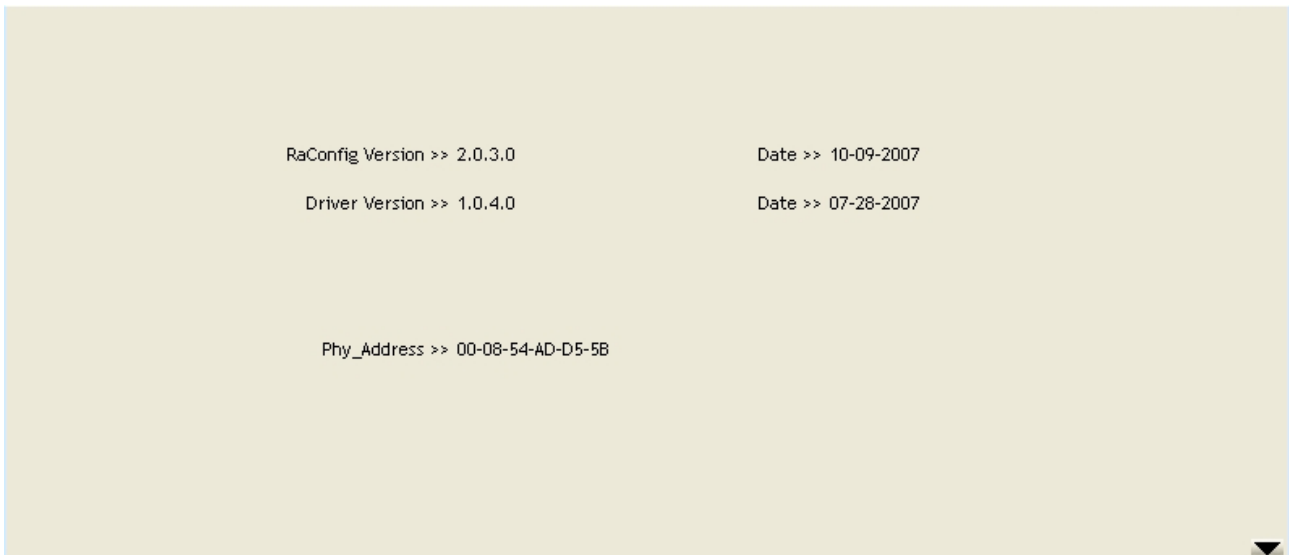 RaConfig Version >> 2.0.3.0 Date >> 10-09-2007
Driver Version >> 1.0.4.0 Date >> 07-28-2007
Phy_Address >> 00-08-54-AD-D5-5B